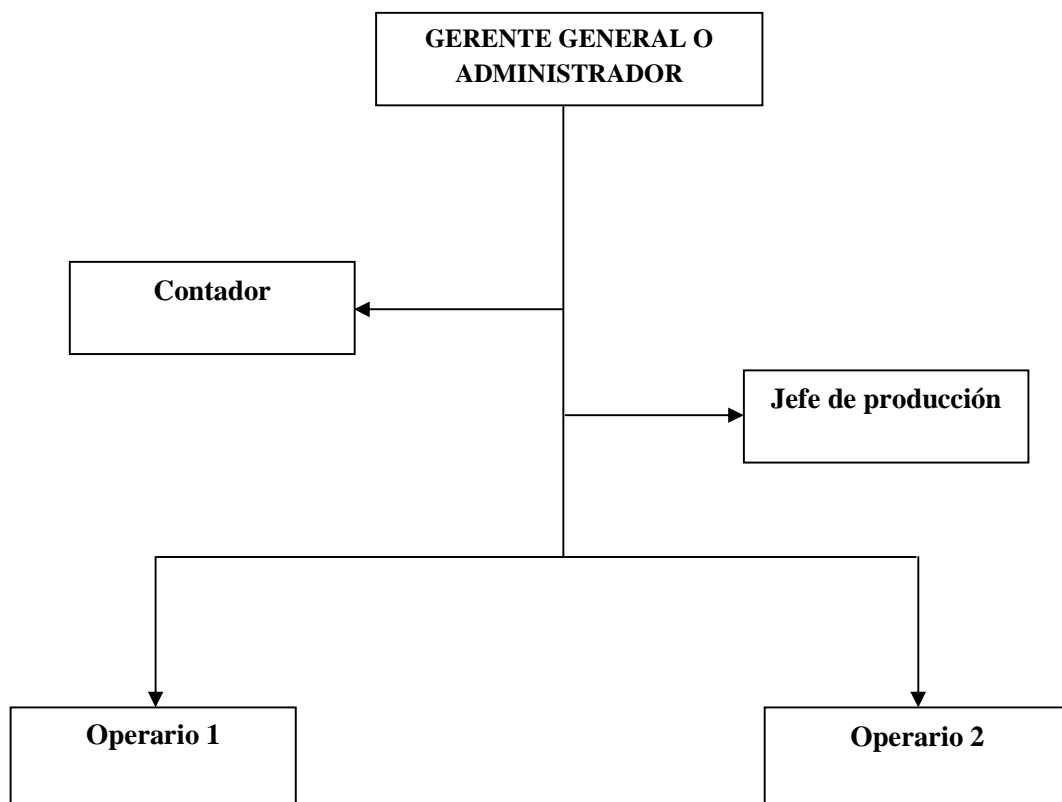 GERENTE GENERAL O
ADMINISTRADOR
Contador
Jefe de producción
Operario 1
Operario 2